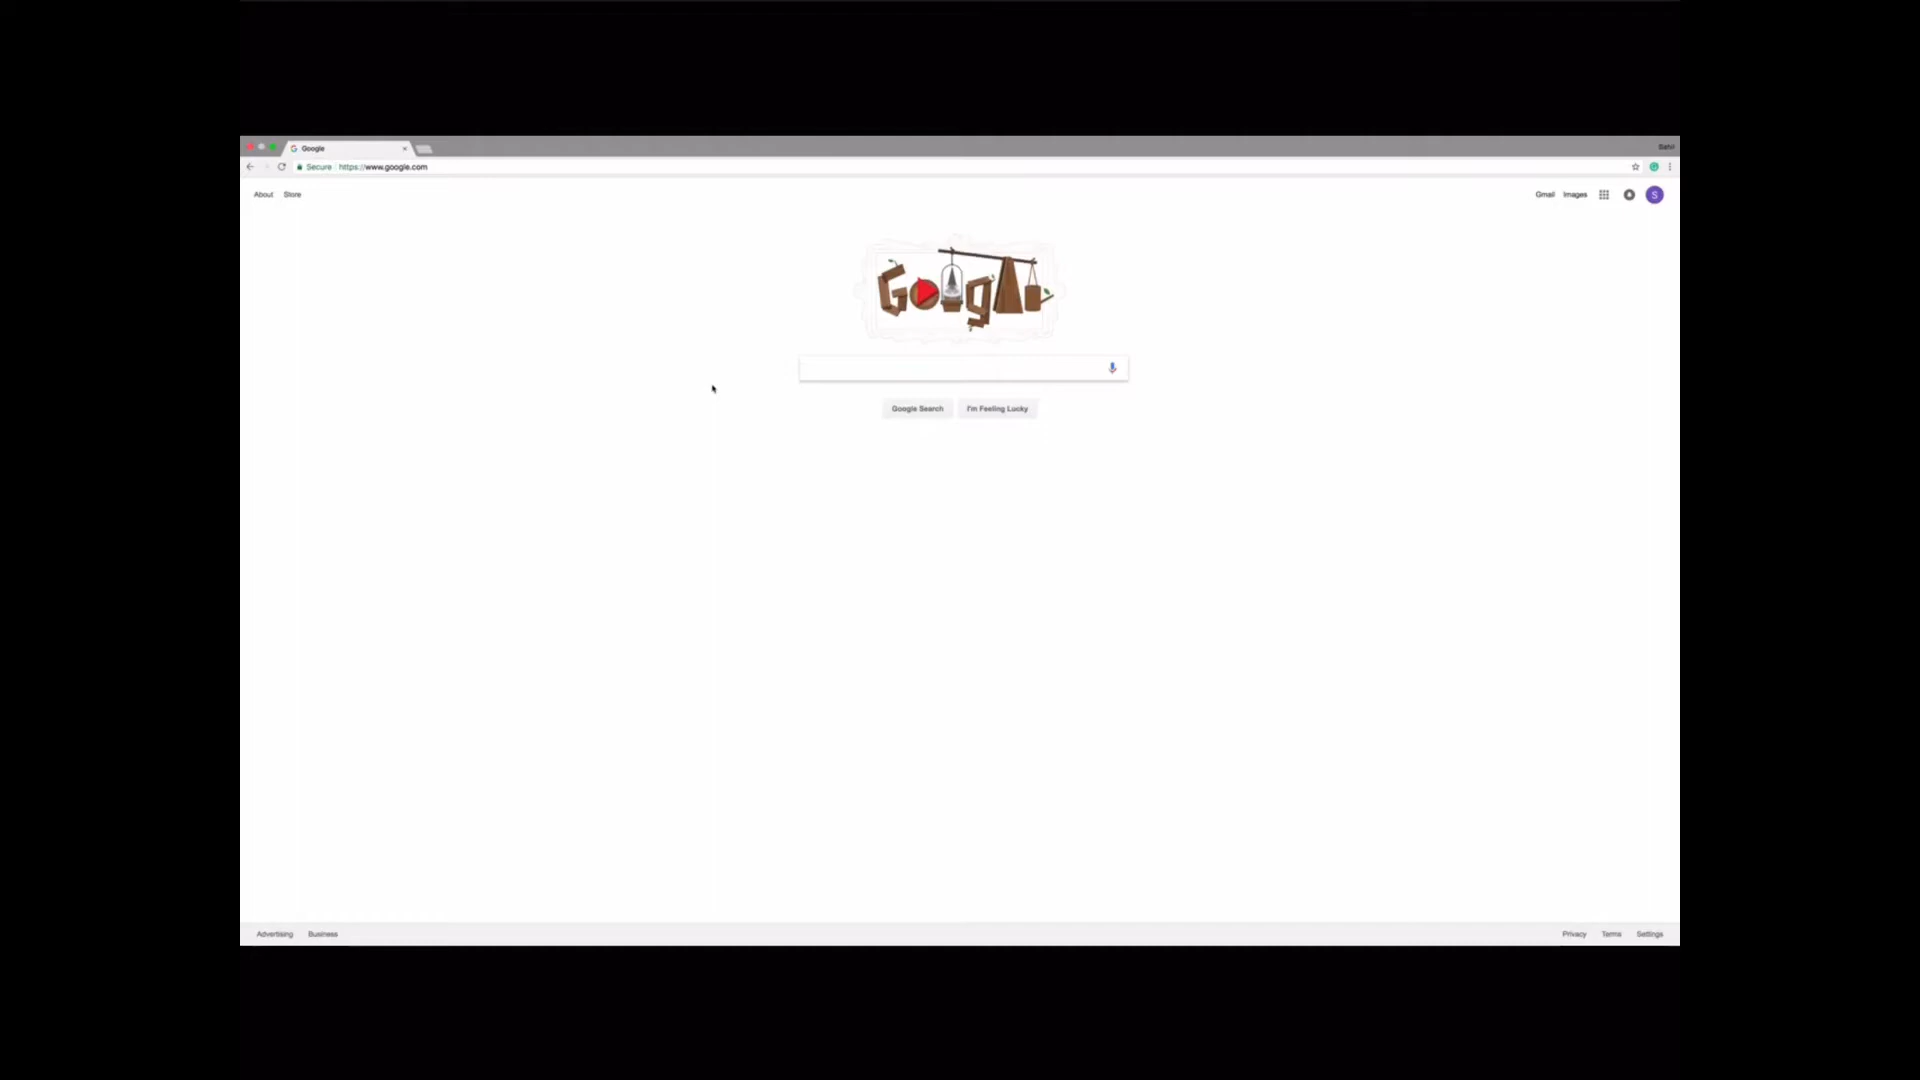 Google
Sahil
Secure https://www.google.com
About Store
Gmail Images S
Google Search I'm Feeling Lucky
Advertising Business
Privacy Terms Settings